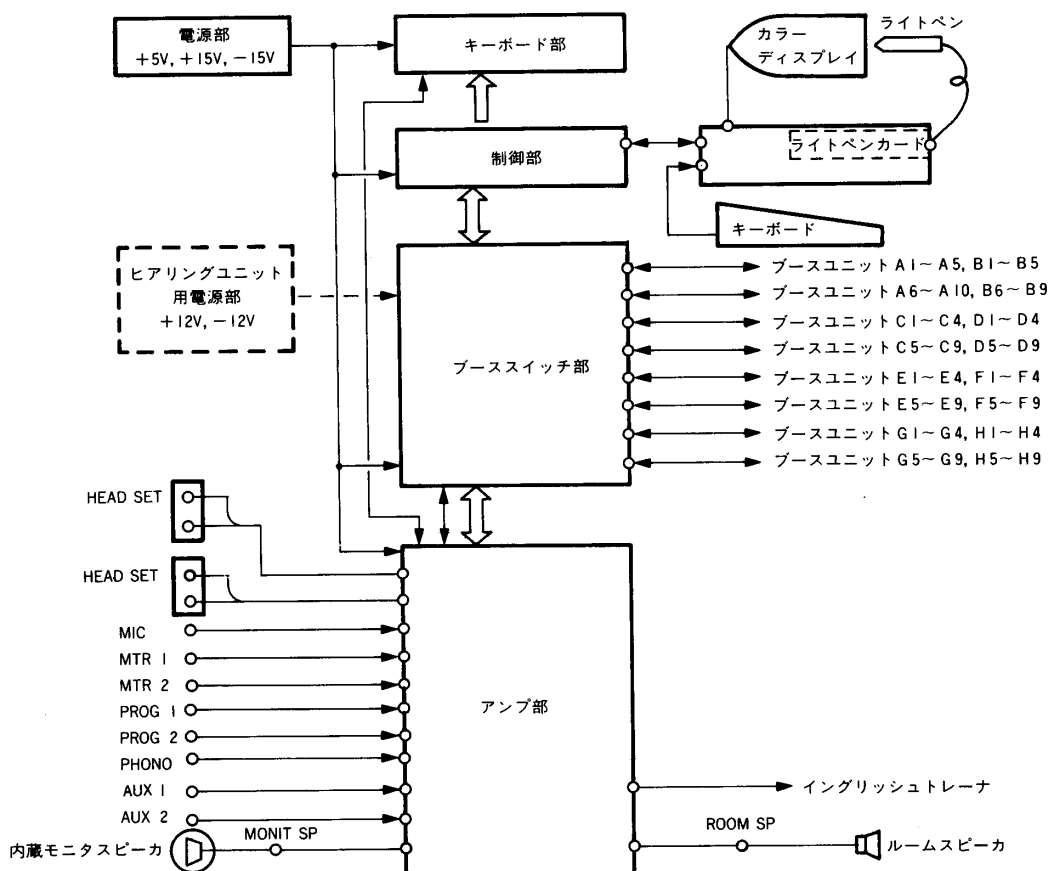 電源部
+5V, +15V, −15V
キーボード部
カラー
ディスプレイ
ライトペン
制御部
ライトペンカード
キーボード
ヒアリングユニット
用電源部
+12V, −12V
ブーススイッチ部
ブースユニット A1〜A5, B1〜B5
ブースユニット A6〜A10, B6〜B9
ブースユニット C1〜C4, D1〜D4
ブースユニット C5〜C9, D5〜D9
ブースユニット E1〜E4, F1〜F4
ブースユニット E5〜E9, F5〜F9
ブースユニット G1〜G4, H1〜H4
ブースユニット G5〜G9, H5〜H9
HEAD SET
HEAD SET
MIC
MTR 1
MTR 2
PROG 1
PROG 2
PHONO
AUX 1
AUX 2
アンプ部
イングリッシュトレーナ
内蔵モニタスピーカ
MONIT SP
ROOM SP
ルームスピーカ